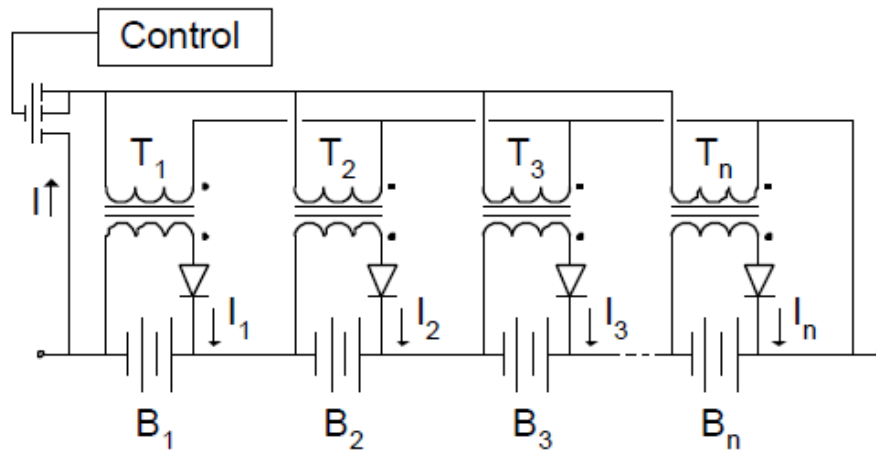 Control
T₁ T₂ T₃ Tₙ
I
I₁ I₂ I₃ Iₙ
B₁ B₂ B₃ Bₙ